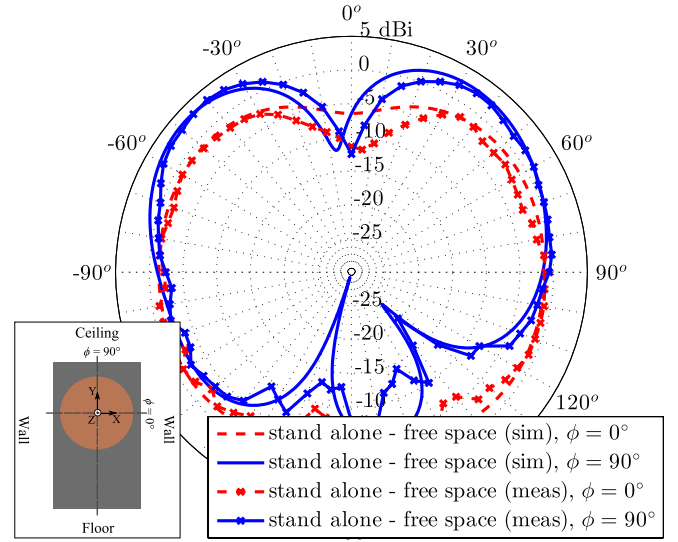 0°
5 dBi
-30°
30°
0
-5
-60°
-10
60°
-15
-20
-25
-90°
90°
-25
-20
-15
-10
120°
Ceiling
ϕ = 90°
Y
Z
X
ϕ = 0°
Wall
Wall
Floor
stand alone - free space (sim), ϕ = 0°
stand alone - free space (sim), ϕ = 90°
stand alone - free space (meas), ϕ = 0°
stand alone - free space (meas), ϕ = 90°